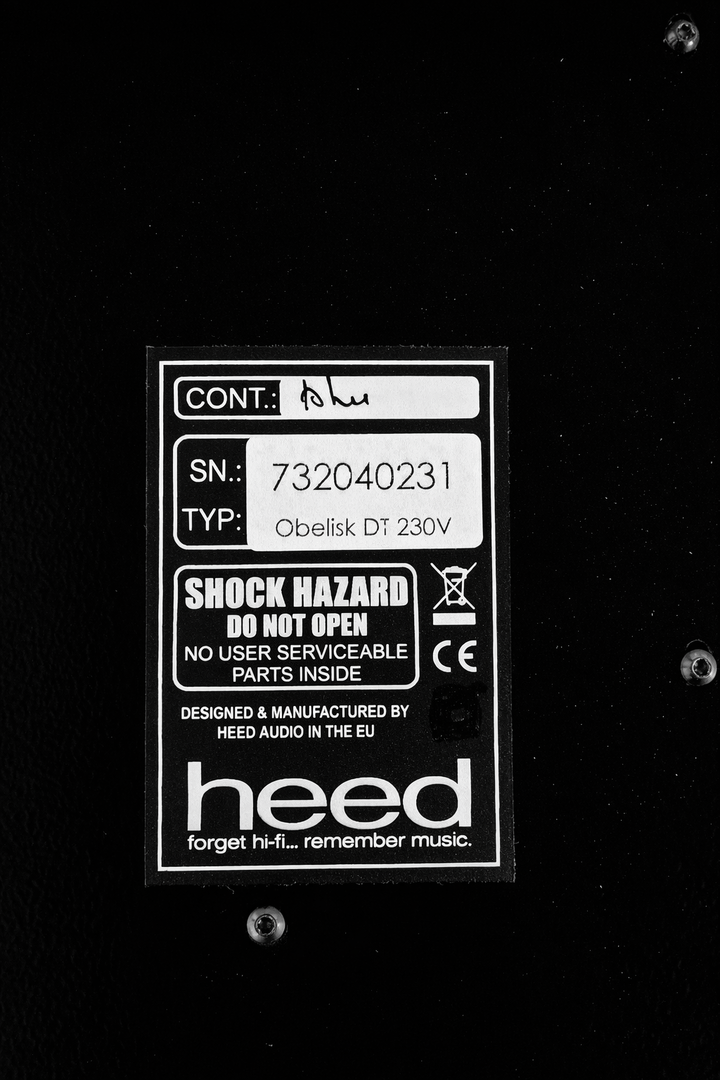 CONT.:
SN.: 732040231
TYP: Obelisk DT 230V
SHOCK HAZARD
DO NOT OPEN
NO USER SERVICEABLE
PARTS INSIDE
CE
DESIGNED & MANUFACTURED BY
HEED AUDIO IN THE EU
heed
forget hi-fi... remember music.